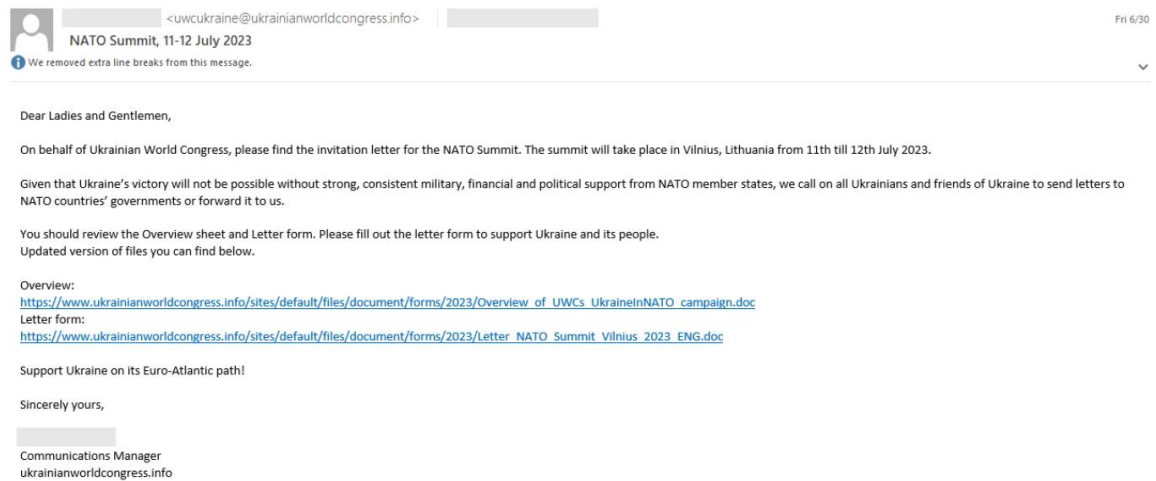 <uwcukraine@ukrainianworldcongress.info>
Fri 6/30
NATO Summit, 11-12 July 2023
We removed extra line breaks from this message.
Dear Ladies and Gentlemen,
On behalf of Ukrainian World Congress, please find the invitation letter for the NATO Summit. The summit will take place in Vilnius, Lithuania from 11th till 12th July 2023.
Given that Ukraine's victory will not be possible without strong, consistent military, financial and political support from NATO member states, we call on all Ukrainians and friends of Ukraine to send letters to
NATO countries' governments or forward it to us.
You should review the Overview sheet and Letter form. Please fill out the letter form to support Ukraine and its people.
Updated version of files you can find below.
Overview:
https://www.ukrainianworldcongress.info/sites/default/files/document/forms/2023/Overview_of_UWCs_UkraineInNATO_campaign.doc
Letter form:
https://www.ukrainianworldcongress.info/sites/default/files/document/forms/2023/Letter_NATO_Summit_Vilnius_2023_ENG.doc
Support Ukraine on its Euro-Atlantic path!
Sincerely yours,
Communications Manager
ukrainianworldcongress.info